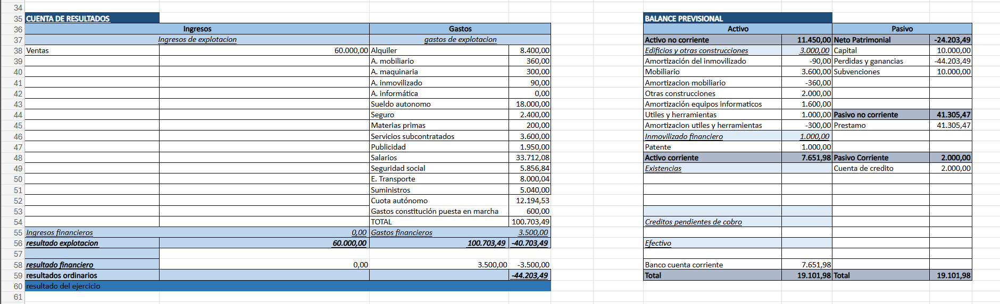 34
35 CUENTA DE RESULTADOS BALANCE PREVISIONAL
36 Ingresos Gastos Activo Pasivo
37 Ingresos de explotacion gastos de explotacion Activo no corriente 11.450,00 Neto Patrimonial -24.203,49
38 Ventas 60.000,00 Alquiler 8.400,00 Edificios y otras construcciones 3.000,00 Capital 10.000,00
39 A. mobiliario 360,00 Amortización del inmovilizado -90,00 Perdidas y ganancias -44.203,49
40 A. maquinaria 300,00 Mobiliario 3.600,00 Subvenciones 10.000,00
41 A. inmovilizado 90,00 Amortizacion mobiliario -360,00
42 A. informática 0,00 Otras construcciones 2.000,00
43 Sueldo autonomo 18.000,00 Amortización equipos informaticos 1.600,00
44 Seguro 2.400,00 Utiles y herramientas 1.000,00 Pasivo no corriente 41.305,47
45 Materias primas 200,00 Amortizacion utiles y herramientas -300,00 Prestamo 41.305,47
46 Servicios subcontratados 3.600,00 Inmovilizado financiero 1.000,00
47 Publicidad 1.950,00 Patente 1.000,00
48 Salarios 33.712,08 Activo corriente 7.651,98 Pasivo Corriente 2.000,00
49 Seguridad social 5.856,84 Existencias Cuenta de credito 2.000,00
50 E. Transporte 8.000,04
51 Suministros 5.040,00
52 Cuota autónomo 12.194,53
53 Gastos constitución puesta en marcha 600,00
54 TOTAL 100.703,49 Creditos pendientes de cobro
55 Ingresos financieros 0,00 Gastos financieros 3.500,00
56 resultado explotacion 60.000,00 100.703,49 -40.703,49 Efectivo
57
58 resultado financiero 0,00 3.500,00 -3.500,00 Banco cuenta corriente 7.651,98
59 resultados ordinarios -44.203,49 Total 19.101,98 Total 19.101,98
60 resultado del ejercicio
61